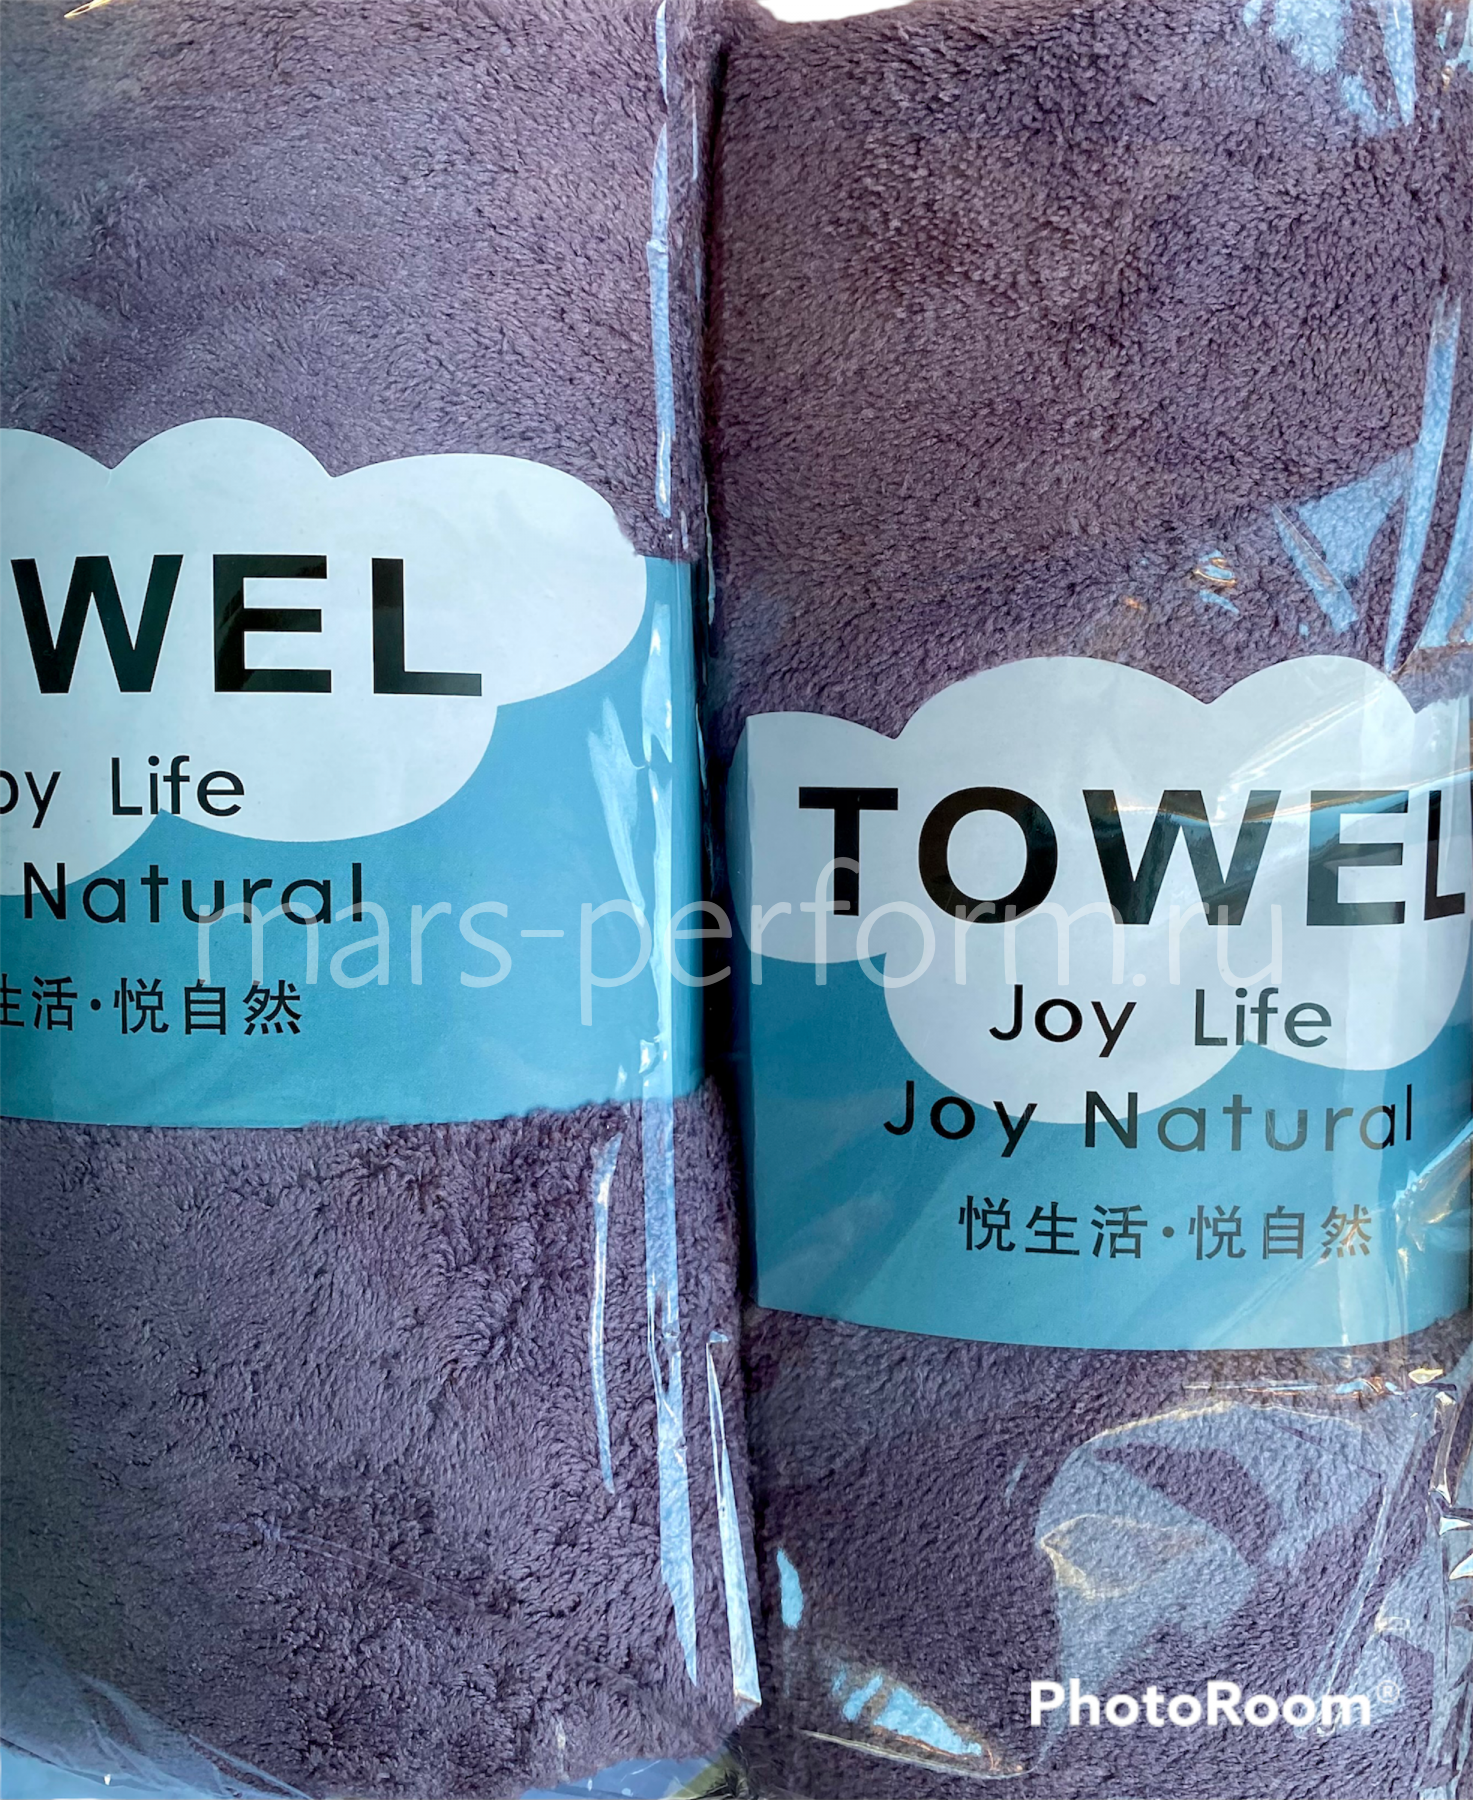 WEL
Life
Natural
生活·悦自然
TOWEL
Joy Life
Joy Natural
悦生活·悦自然
mars-perform.ru
PhotoRoom®